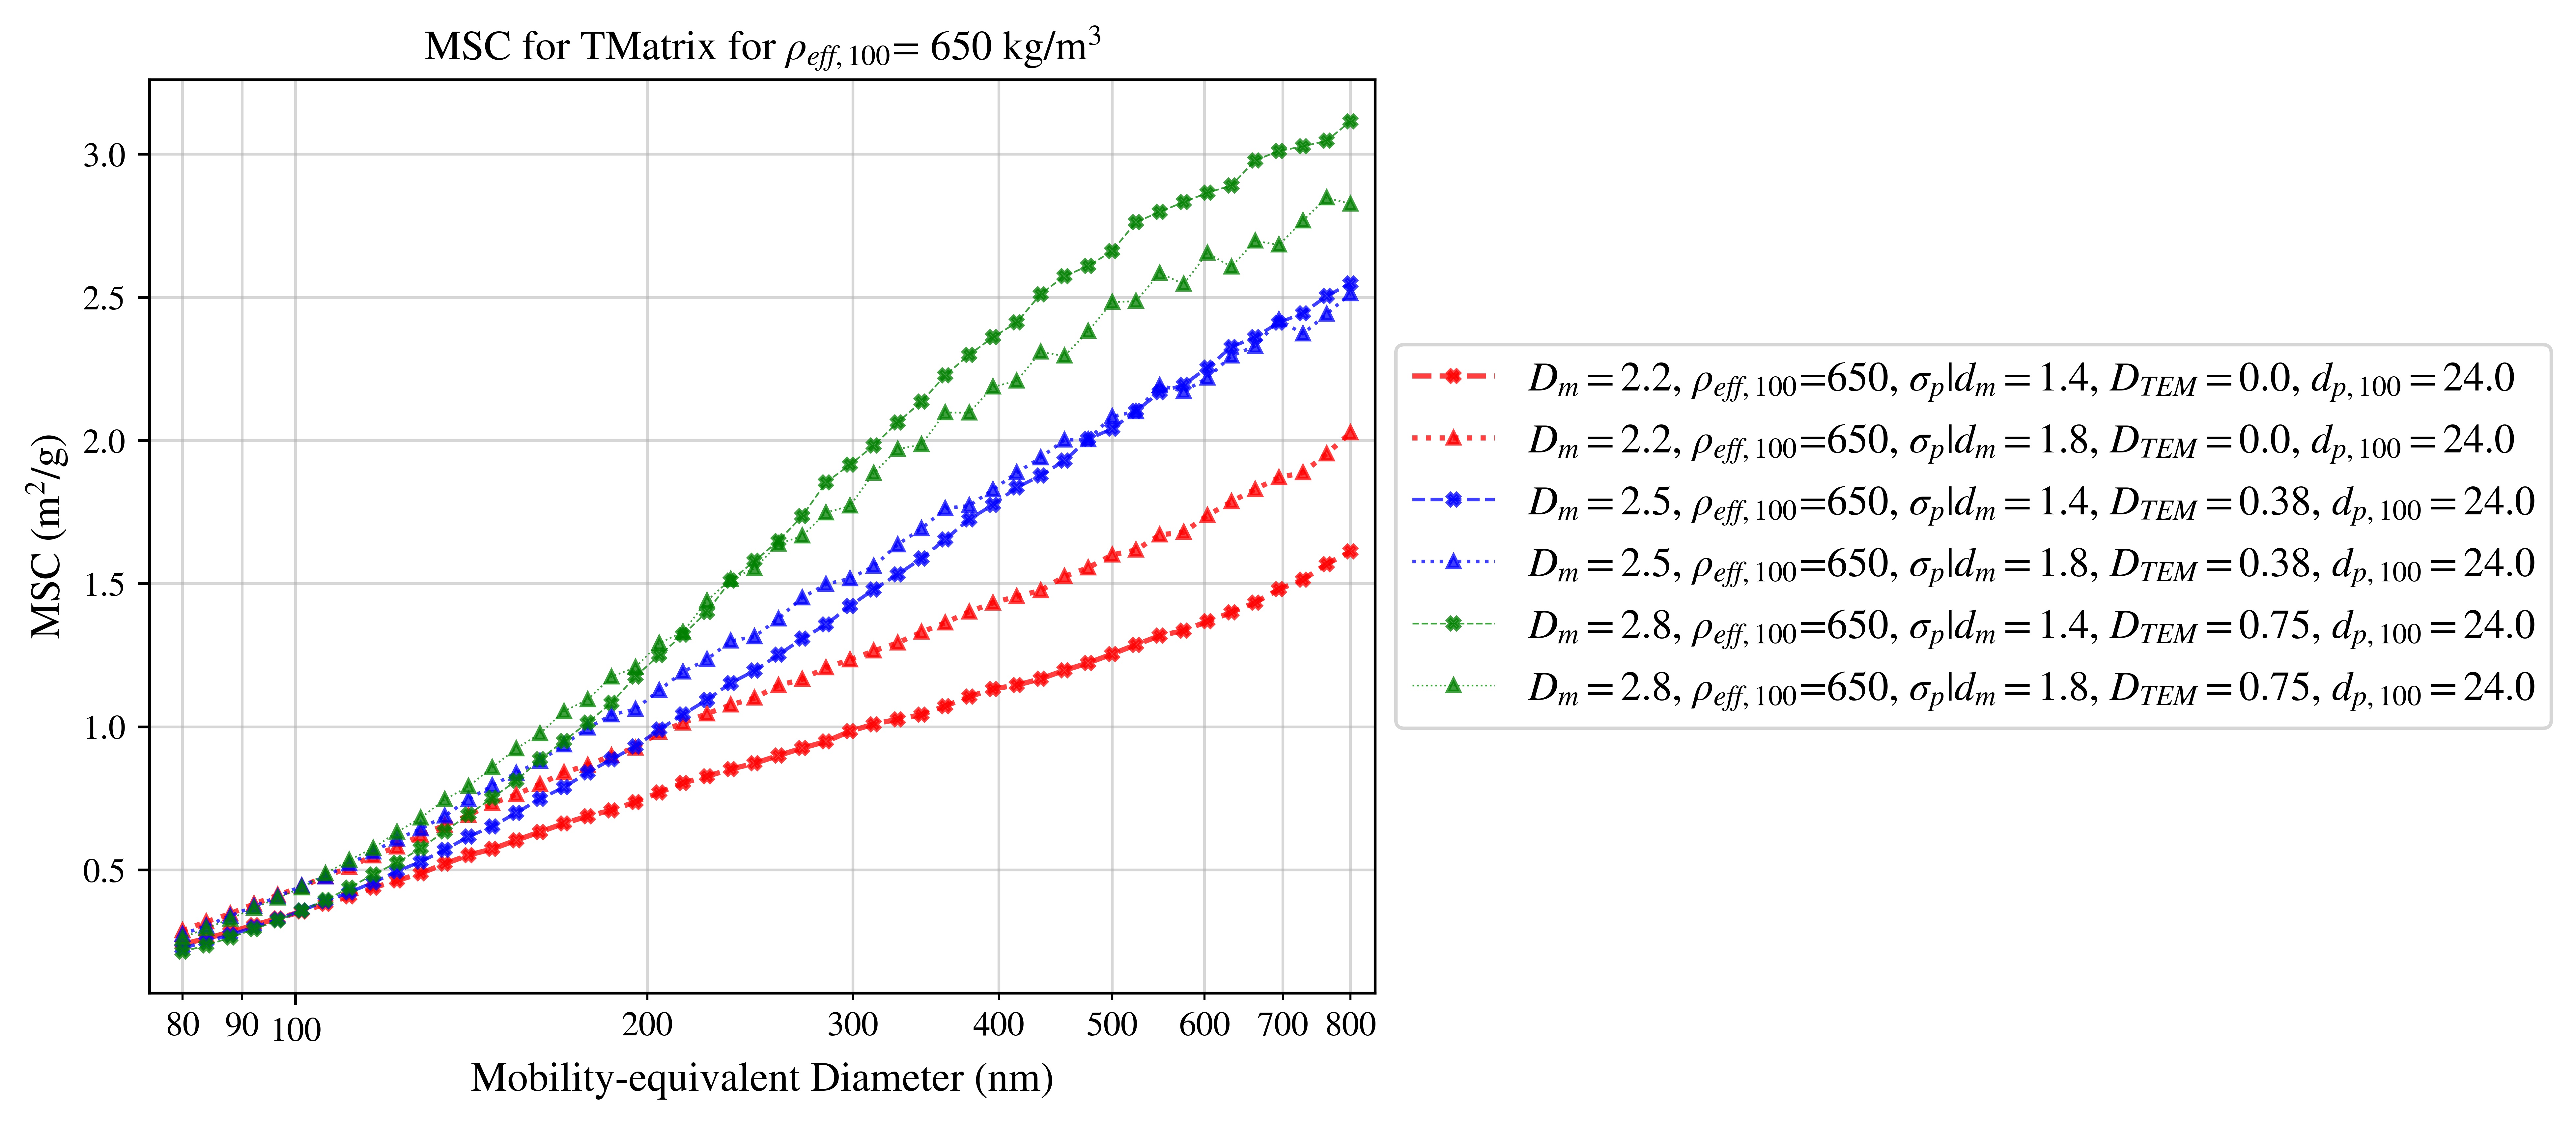 MSC for TMatrix for ρeff,100= 650 kg/m³
MSC (m²/g)
3.0
2.5
2.0
1.5
1.0
0.5
80 90 100 200 300 400 500 600 700 800
Mobility-equivalent Diameter (nm)
Dm = 2.2, ρeff,100=650, σp|dm = 1.4, DTEM = 0.0, dp,100 = 24.0
Dm = 2.2, ρeff,100=650, σp|dm = 1.8, DTEM = 0.0, dp,100 = 24.0
Dm = 2.5, ρeff,100=650, σp|dm = 1.4, DTEM = 0.38, dp,100 = 24.0
Dm = 2.5, ρeff,100=650, σp|dm = 1.8, DTEM = 0.38, dp,100 = 24.0
Dm = 2.8, ρeff,100=650, σp|dm = 1.4, DTEM = 0.75, dp,100 = 24.0
Dm = 2.8, ρeff,100=650, σp|dm = 1.8, DTEM = 0.75, dp,100 = 24.0